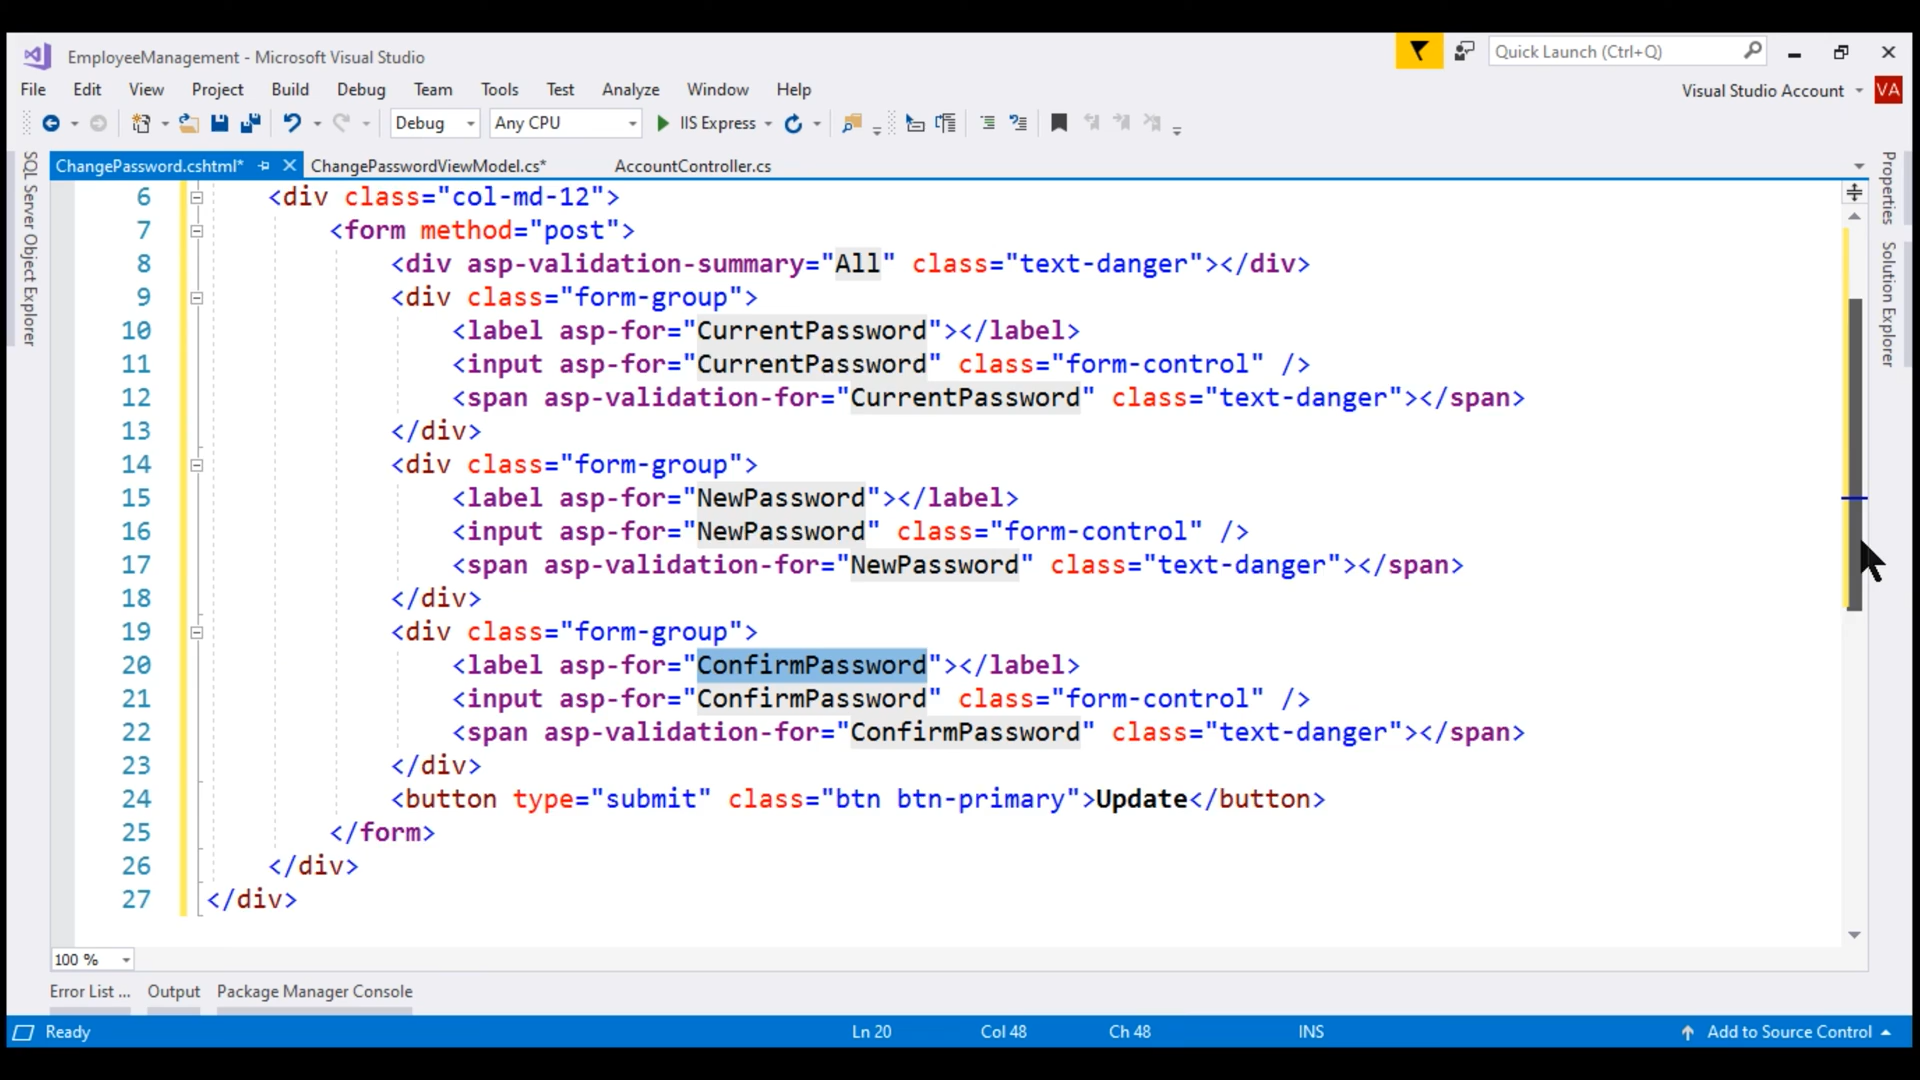 EmployeeManagement - Microsoft Visual Studio
Quick Launch (Ctrl+Q)
File Edit View Project Build Debug Team Tools Test Analyze Window Help
Visual Studio Account VA
Debug Any CPU IIS Express
ChangePassword.cshtml* ChangePasswordViewModel.cs* AccountController.cs
SQL Server Object Explorer
Properties
Solution Explorer
6 <div class="col-md-12">
7 <form method="post">
8 <div asp-validation-summary="All" class="text-danger"></div>
9 <div class="form-group">
10 <label asp-for="CurrentPassword"></label>
11 <input asp-for="CurrentPassword" class="form-control" />
12 <span asp-validation-for="CurrentPassword" class="text-danger"></span>
13 </div>
14 <div class="form-group">
15 <label asp-for="NewPassword"></label>
16 <input asp-for="NewPassword" class="form-control" />
17 <span asp-validation-for="NewPassword" class="text-danger"></span>
18 </div>
19 <div class="form-group">
20 <label asp-for="ConfirmPassword"></label>
21 <input asp-for="ConfirmPassword" class="form-control" />
22 <span asp-validation-for="ConfirmPassword" class="text-danger"></span>
23 </div>
24 <button type="submit" class="btn btn-primary">Update</button>
25 </form>
26 </div>
27 </div>
100 %
Error List ... Output Package Manager Console
Ready Ln 20 Col 48 Ch 48 INS Add to Source Control